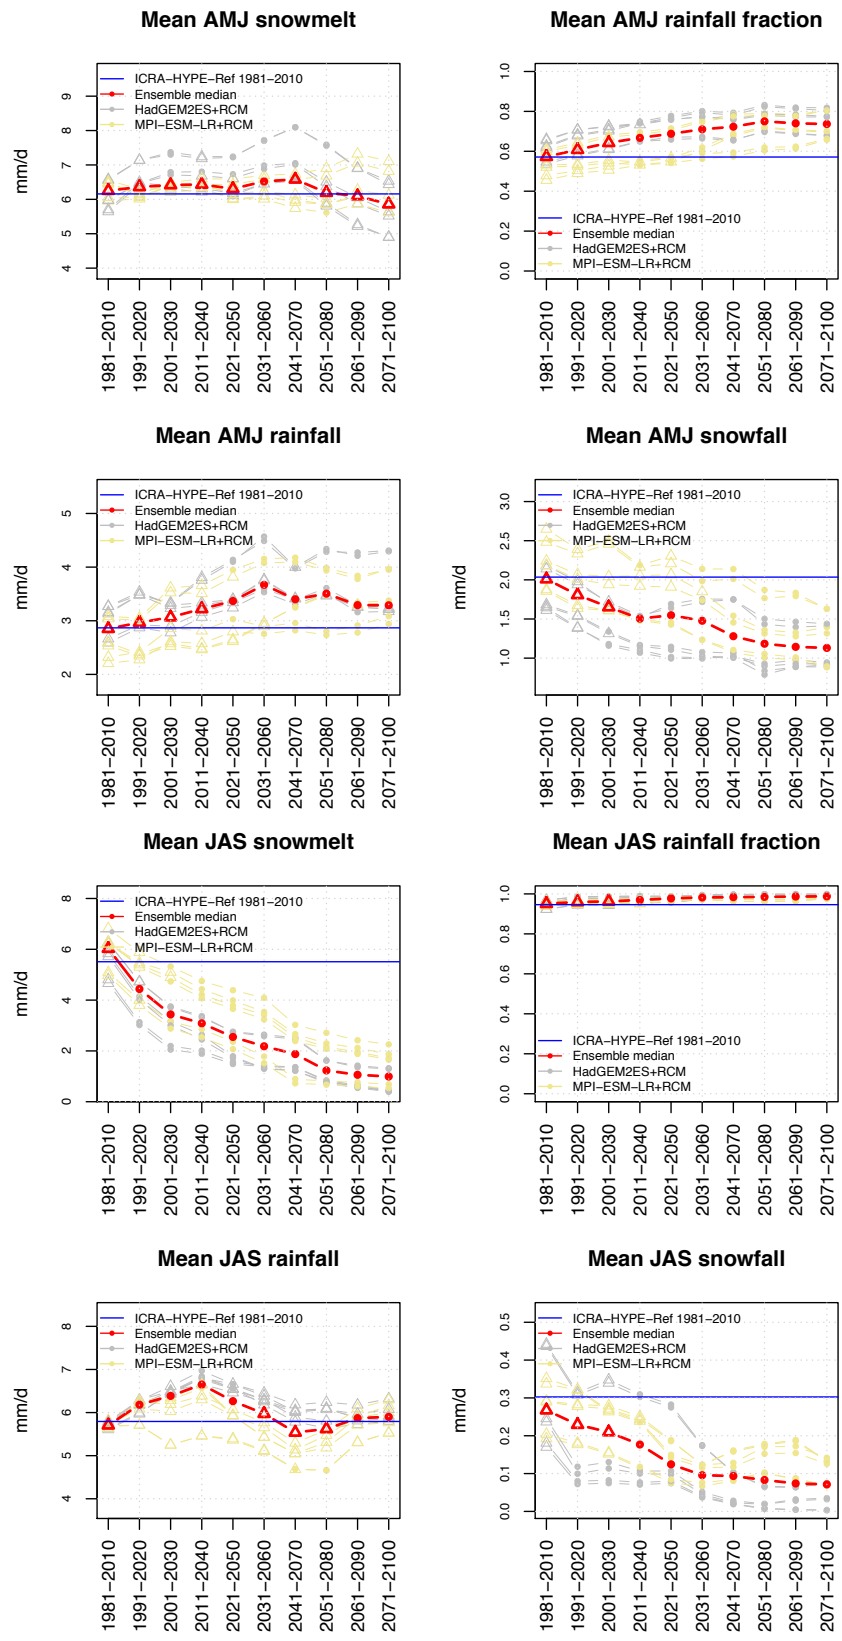 Mean AMJ snowmelt
mm/d
9
8
7
6
5
4
ICRA−HYPE−Ref 1981−2010
Ensemble median
HadGEM2ES+RCM
MPI−ESM−LR+RCM
1981−2010
1991−2020
2001−2030
2011−2040
2021−2050
2031−2060
2041−2070
2051−2080
2061−2090
2071−2100
Mean AMJ rainfall fraction
1.0
0.8
0.6
0.4
0.2
0.0
ICRA−HYPE−Ref 1981−2010
Ensemble median
HadGEM2ES+RCM
MPI−ESM−LR+RCM
1981−2010
1991−2020
2001−2030
2011−2040
2021−2050
2031−2060
2041−2070
2051−2080
2061−2090
2071−2100
Mean AMJ rainfall
mm/d
5
4
3
2
ICRA−HYPE−Ref 1981−2010
Ensemble median
HadGEM2ES+RCM
MPI−ESM−LR+RCM
1981−2010
1991−2020
2001−2030
2011−2040
2021−2050
2031−2060
2041−2070
2051−2080
2061−2090
2071−2100
Mean AMJ snowfall
mm/d
3.0
2.5
2.0
1.5
1.0
ICRA−HYPE−Ref 1981−2010
Ensemble median
HadGEM2ES+RCM
MPI−ESM−LR+RCM
1981−2010
1991−2020
2001−2030
2011−2040
2021−2050
2031−2060
2041−2070
2051−2080
2061−2090
2071−2100
Mean JAS snowmelt
mm/d
8
6
4
2
0
ICRA−HYPE−Ref 1981−2010
Ensemble median
HadGEM2ES+RCM
MPI−ESM−LR+RCM
1981−2010
1991−2020
2001−2030
2011−2040
2021−2050
2031−2060
2041−2070
2051−2080
2061−2090
2071−2100
Mean JAS rainfall fraction
1.0
0.8
0.6
0.4
0.2
0.0
ICRA−HYPE−Ref 1981−2010
Ensemble median
HadGEM2ES+RCM
MPI−ESM−LR+RCM
1981−2010
1991−2020
2001−2030
2011−2040
2021−2050
2031−2060
2041−2070
2051−2080
2061−2090
2071−2100
Mean JAS rainfall
mm/d
8
7
6
5
4
ICRA−HYPE−Ref 1981−2010
Ensemble median
HadGEM2ES+RCM
MPI−ESM−LR+RCM
1981−2010
1991−2020
2001−2030
2011−2040
2021−2050
2031−2060
2041−2070
2051−2080
2061−2090
2071−2100
Mean JAS snowfall
mm/d
0.5
0.4
0.3
0.2
0.1
0.0
ICRA−HYPE−Ref 1981−2010
Ensemble median
HadGEM2ES+RCM
MPI−ESM−LR+RCM
1981−2010
1991−2020
2001−2030
2011−2040
2021−2050
2031−2060
2041−2070
2051−2080
2061−2090
2071−2100